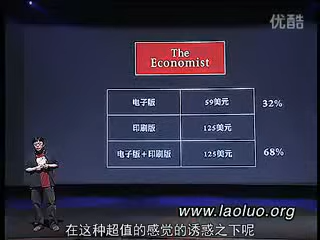 优酷
The
Economist
电子版 59美元 32%
印刷版 125美元
电子版+印刷版 125美元 68%
www.laoluo.org
在这种超值的感觉的诱惑之下呢